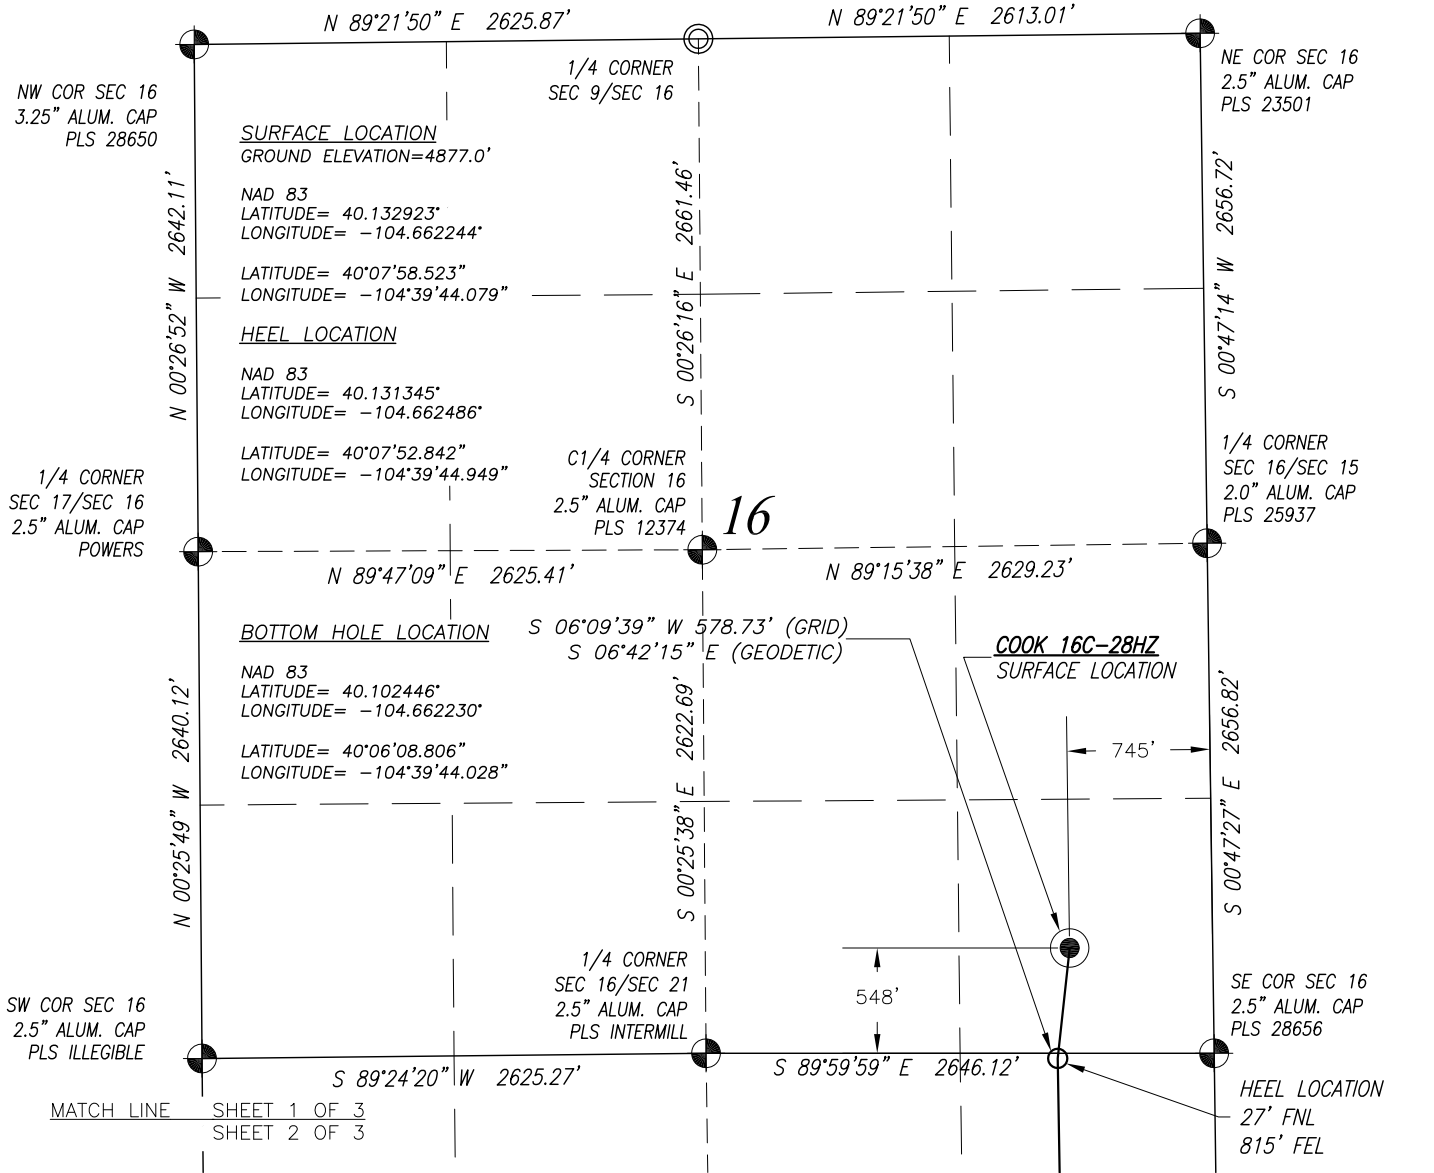 N 89°21'50" E 2625.87'
N 89°21'50" E 2613.01'
NW COR SEC 16
3.25" ALUM. CAP
PLS 28650
1/4 CORNER
SEC 9/SEC 16
NE COR SEC 16
2.5" ALUM. CAP
PLS 23501
SURFACE LOCATION
GROUND ELEVATION=4877.0'
NAD 83
LATITUDE= 40.132923°
LONGITUDE= -104.662244°
LATITUDE= 40°07'58.523"
LONGITUDE= -104°39'44.079"
HEEL LOCATION
NAD 83
LATITUDE= 40.131345°
LONGITUDE= -104.662486°
LATITUDE= 40°07'52.842"
LONGITUDE= -104°39'44.949"
N 00°26'52" W 2642.11'
S 00°26'16" E 2661.46'
S 00°47'14" W 2656.72'
1/4 CORNER
SEC 17/SEC 16
2.5" ALUM. CAP
POWERS
C1/4 CORNER
SECTION 16
2.5" ALUM. CAP
PLS 12374
16
1/4 CORNER
SEC 16/SEC 15
2.0" ALUM. CAP
PLS 25937
N 89°47'09" E 2625.41'
N 89°15'38" E 2629.23'
BOTTOM HOLE LOCATION
NAD 83
LATITUDE= 40.102446°
LONGITUDE= -104.662230°
LATITUDE= 40°06'08.806"
LONGITUDE= -104°39'44.028"
S 06°09'39" W 578.73' (GRID)
S 06°42'15" E (GEODETIC)
COOK 16C-28HZ
SURFACE LOCATION
745'
N 00°25'49" W 2640.12'
S 00°25'38" E 2622.69'
S 00°47'27" E 2656.82'
548'
SW COR SEC 16
2.5" ALUM. CAP
PLS ILLEGIBLE
1/4 CORNER
SEC 16/SEC 21
2.5" ALUM. CAP
PLS INTERMILL
SE COR SEC 16
2.5" ALUM. CAP
PLS 28656
S 89°24'20" W 2625.27'
S 89°59'59" E 2646.12'
HEEL LOCATION
27' FNL
815' FEL
MATCH LINE SHEET 1 OF 3
SHEET 2 OF 3